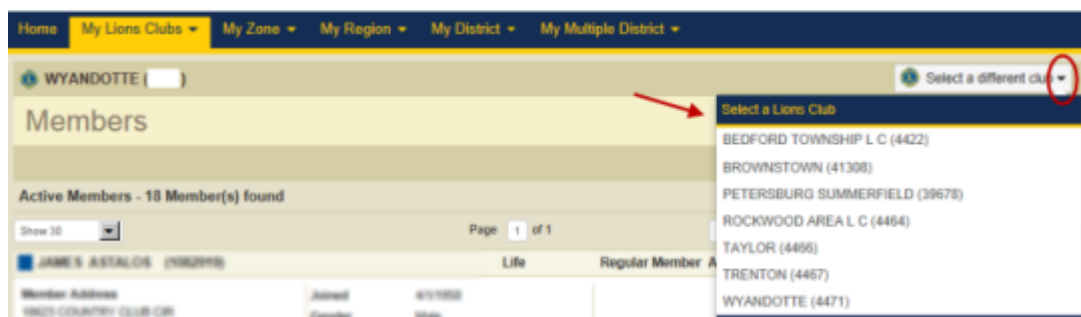 Home My Lions Clubs My Zone My Region My District My Multiple District
WYANDOTTE ( ) Select a different club
Members
Select a Lions Club
BEDFORD TOWNSHIP L C (4422)
BROWNSTOWN (41308)
PETERSBURG SUMMERFIELD (39678)
ROCKWOOD AREA L C (4464)
TAYLOR (4466)
TRENTON (4467)
WYANDOTTE (4471)
Active Members - 18 Member(s) found
Show 30 Page 1 of 1
Life Regular Member A
Member Address Joined
Gender Male